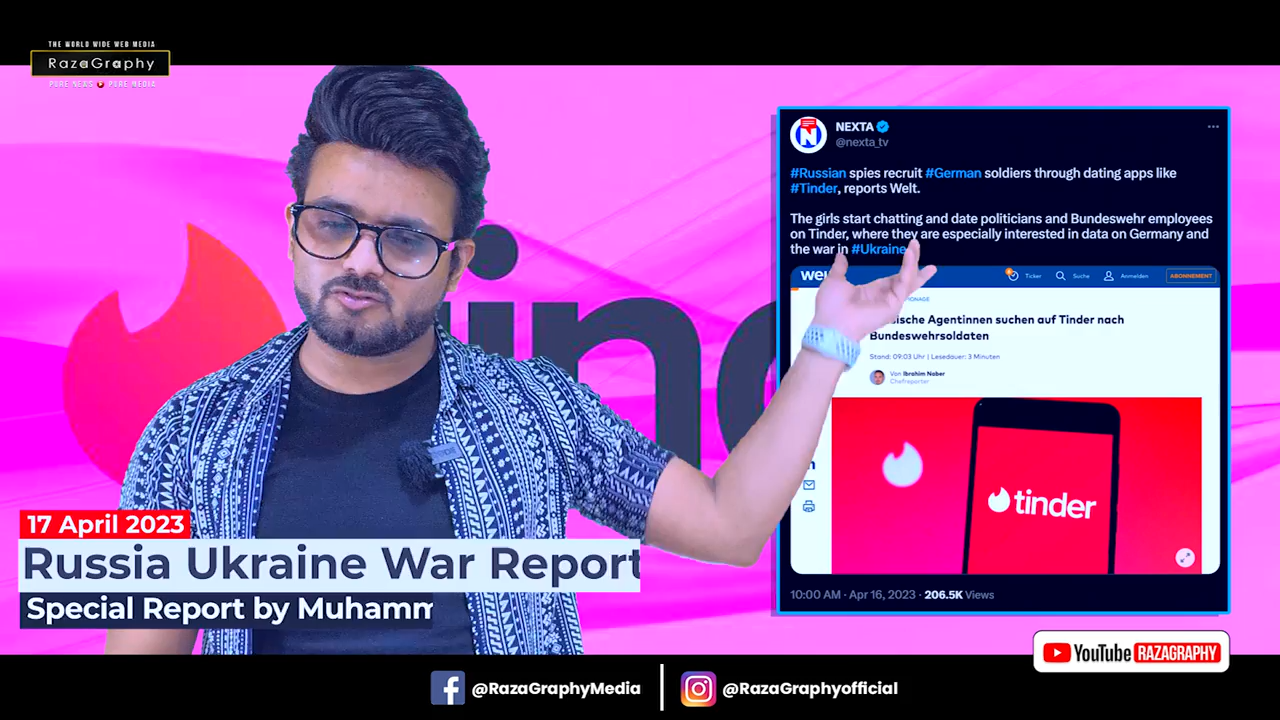 THE WORLD WIDE WEB MEDIA
RazaGraphy
PURE NEWS PURE MEDIA
NEXTA
@nexta_tv
#Russian spies recruit #German soldiers through dating apps like
#Tinder, reports Welt.
The girls start chatting and date politicians and Bundeswehr employees
on Tinder, where they are especially interested in data on Germany and
the war in #Ukraine
Ticker
Suche
Anmelden
ABONNEMENT
Agentinnen suchen auf Tinder nach
Bundeswehrsoldaten
Stand: 09:03 Uhr | Lesedauer: 3 Minuten
Von Ibrahim Naber
Chefreporter
tinder
10:00 AM · Apr 16, 2023 · 206.5K Views
17 April 2023
Russia Ukraine War Report
Special Report by Muhamm
YouTube RAZAGRAPHY
@RazaGraphyMedia
@RazaGraphyofficial